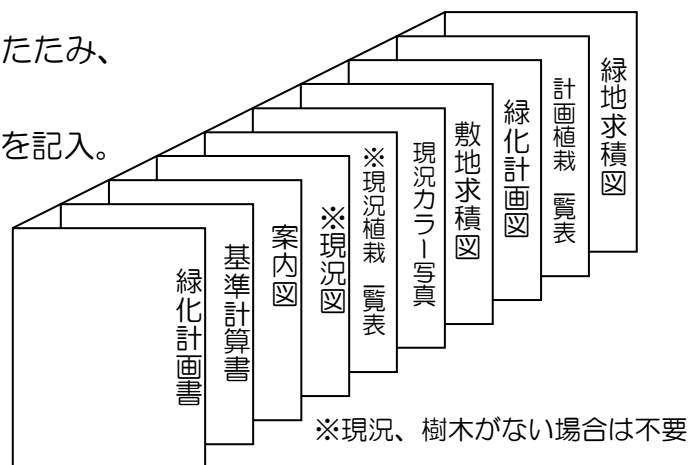 たたみ、
を記入。
緑化計画書
基準計算書
案内図
※現況図
※現況植栽 一覧表
現況カラー写真
敷地求積図
緑化計画図
計画植栽 一覧表
緑地求積図
※現況、樹木がない場合は不要